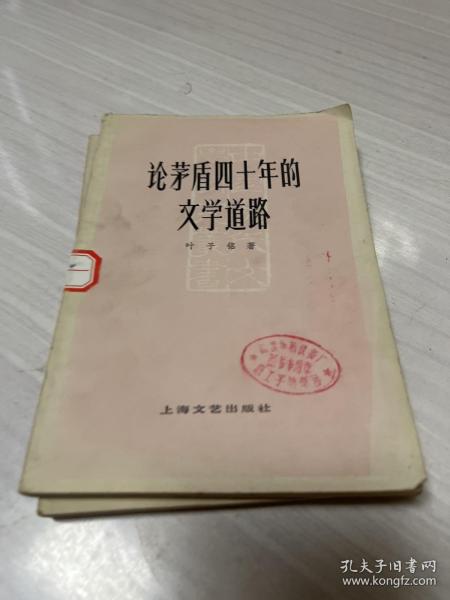 论茅盾四十年的
文学道路
叶子铭著
上海文艺出版社
孔夫子旧书网
www.kongfz.com